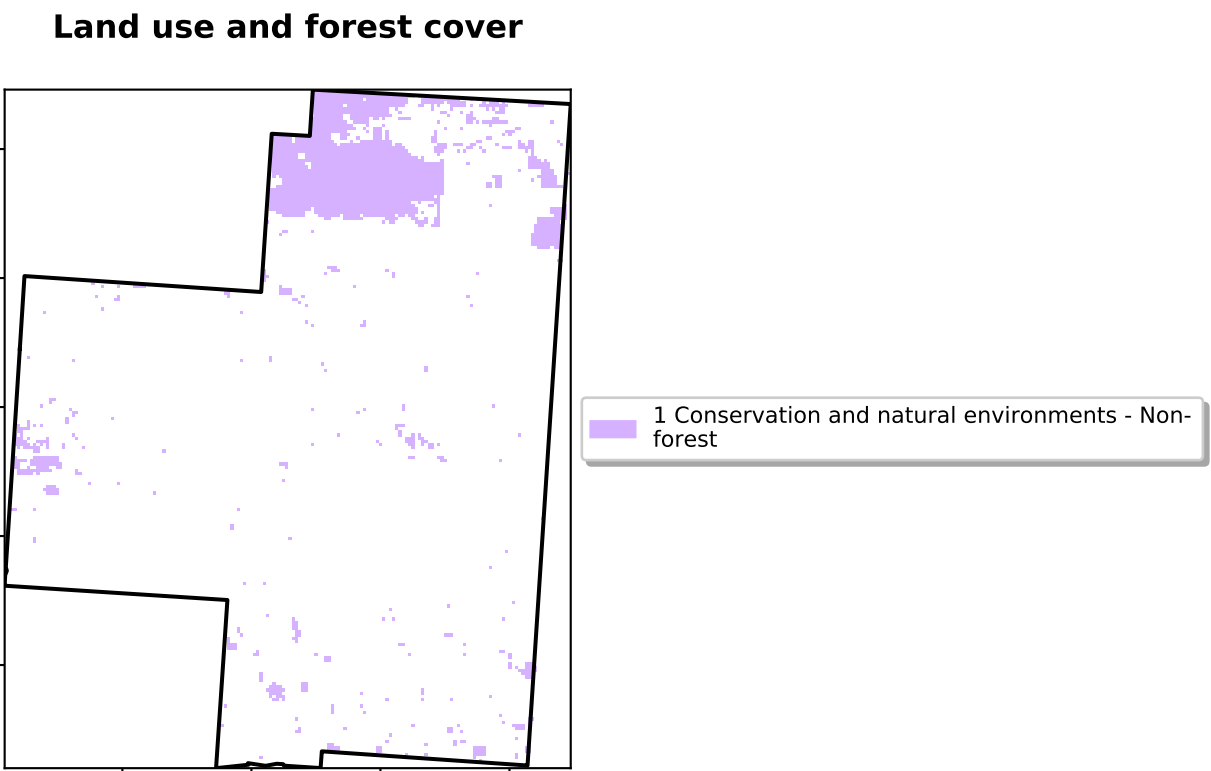 Land use and forest cover
1 Conservation and natural environments - Non-
forest